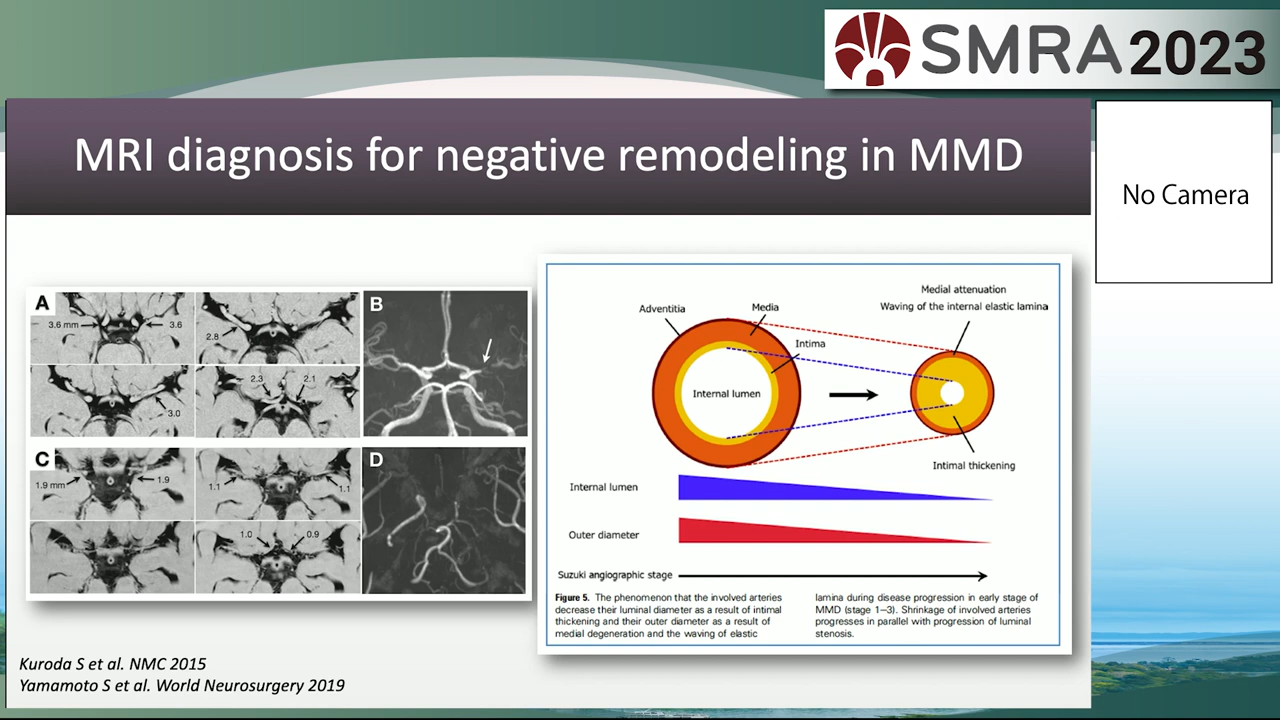 SMRA 2023
MRI diagnosis for negative remodeling in MMD
No Camera
A
3.6 mm
3.6
2.8
3.0
2.3
2.1
B
C
1.9 mm
1.9
1.1
1.1
1.0
0.9
D
Medial attenuation
Waving of the internal elastic lamina
Adventitia
Media
Intima
Internal lumen
Intimal thickening
Internal lumen
Outer diameter
Suzuki angiographic stage
Figure 5. The phenomenon that the involved arteries
decrease their luminal diameter as a result of intimal
thickening and their outer diameter as a result of
medial degeneration and the waving of elastic
lamina during disease progression in early stage of
MMD (stage 1–3). Shrinkage of involved arteries
progresses in parallel with progression of luminal
stenosis.
Kuroda S et al. NMC 2015
Yamamoto S et al. World Neurosurgery 2019